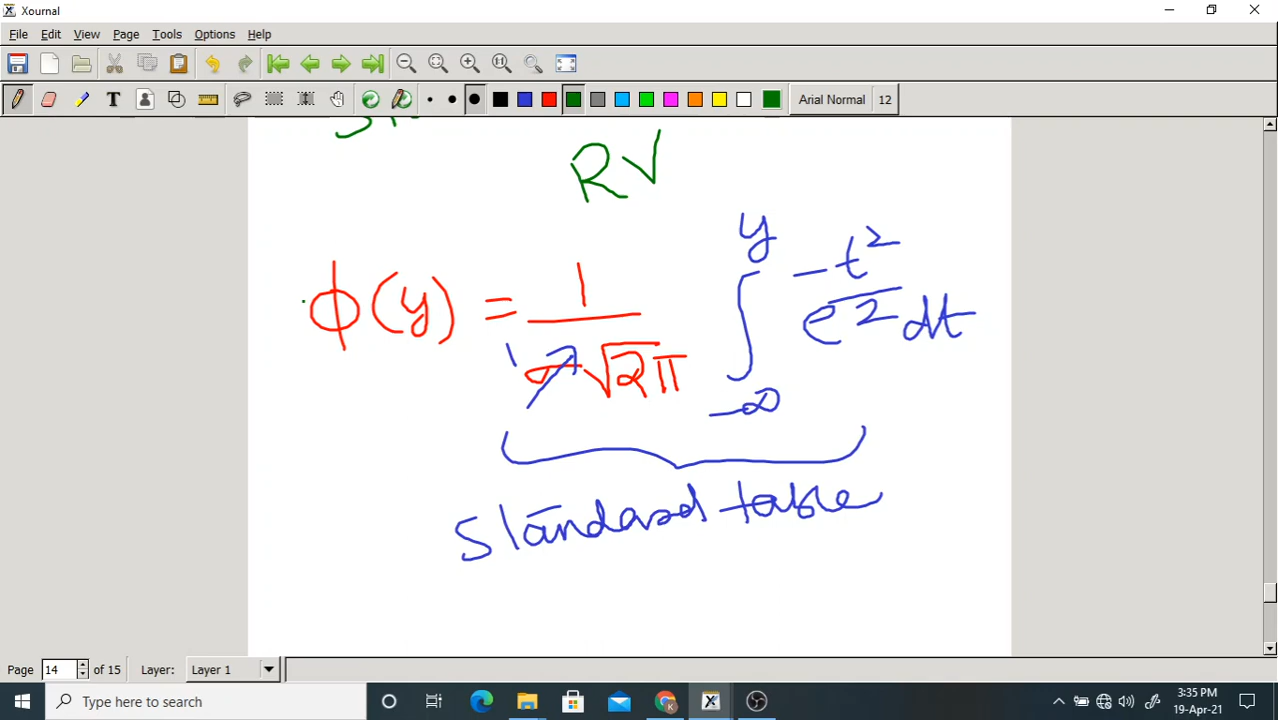 Xournal
File Edit View Page Tools Options Help
Arial Normal 12
RV
ϕ(y) = 1/(σ√2π) ∫_{-∞}^{y} e^{-t²/2} dt
1
standard table
Page 14 of 15 Layer: Layer 1
Type here to search
3:35 PM
19-Apr-21